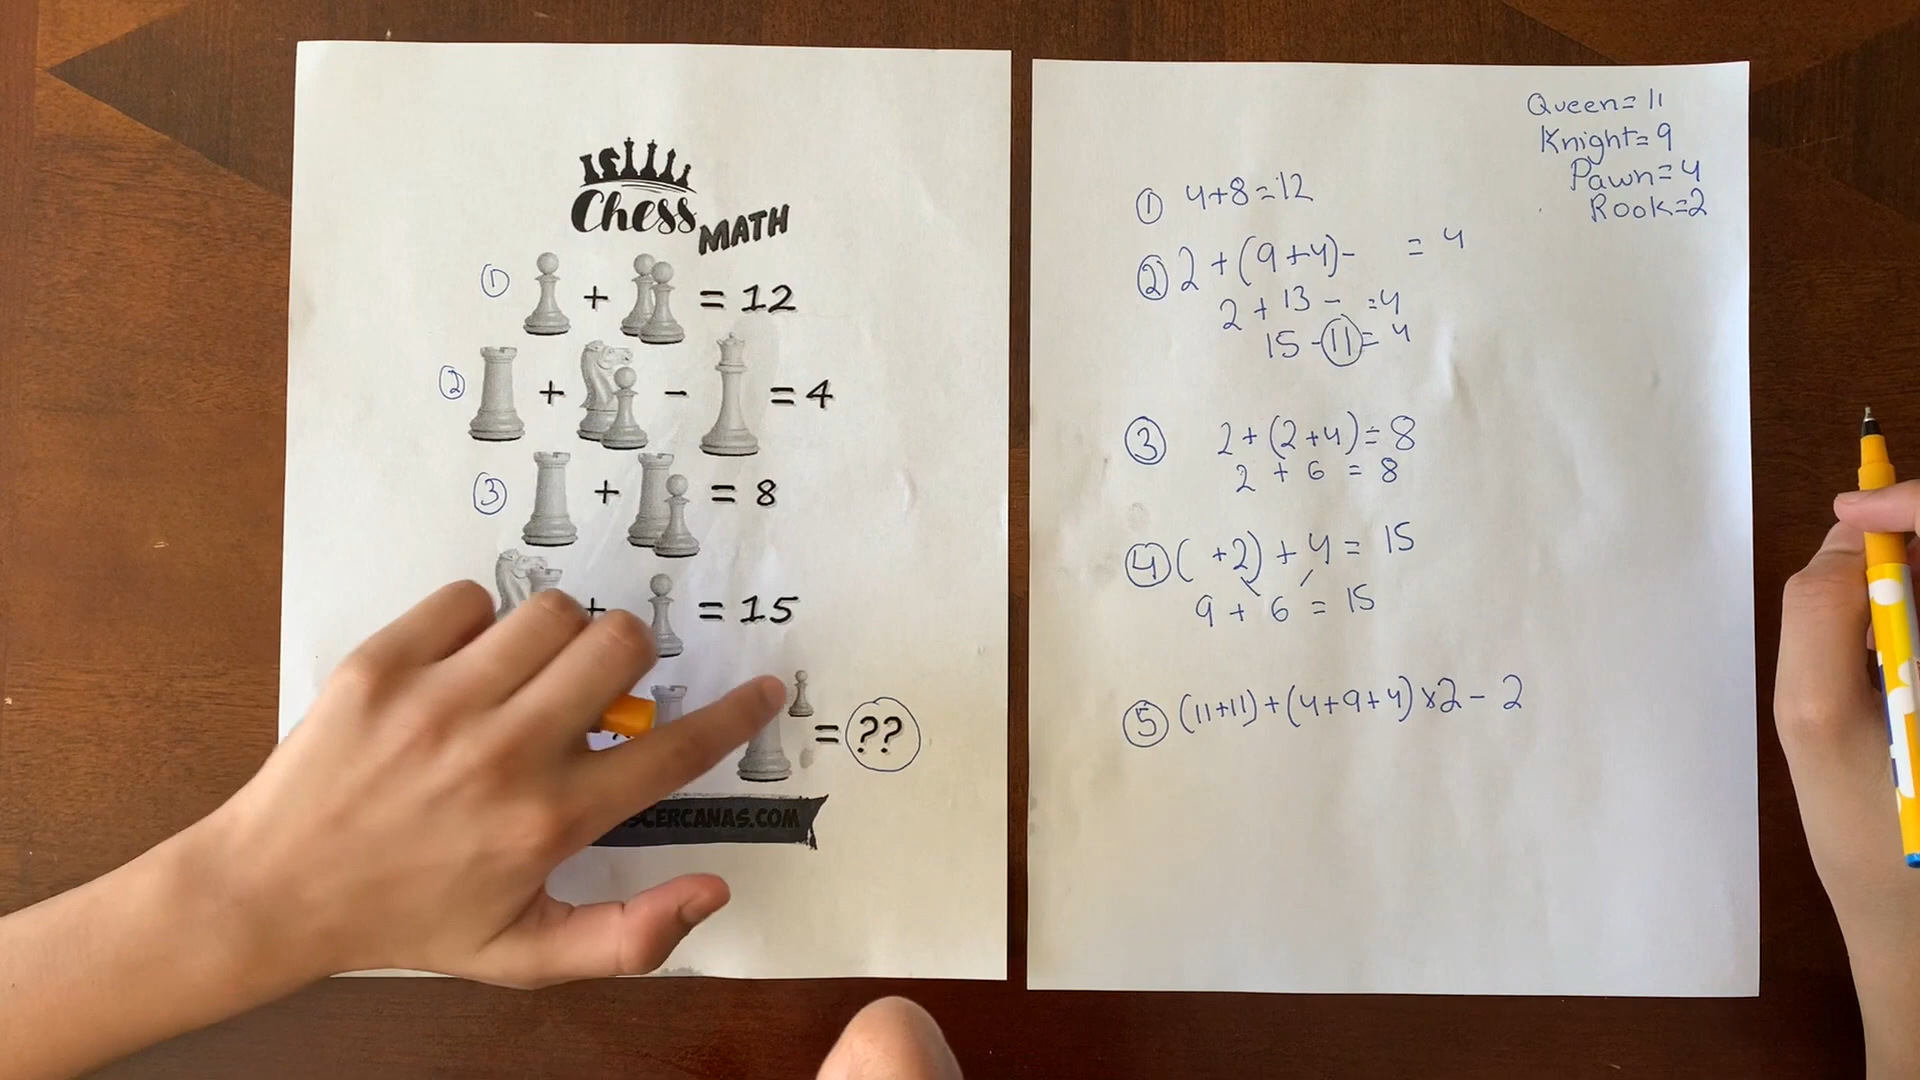 Chess MATH
① + = 12
② + - = 4
③ + = 8
+ = 15
= ??
CERCANAS.COM
Queen = 11
Knight = 9
Pawn = 4
Rook = 2
① 4+8=12
② 2+(9+4)- = 4
2+13- =4
15-11=4
③ 2+(2+4)=8
2+6=8
④ ( +2)+4=15
9+6=15
⑤ (11+11)+(4+9+4)x2-2